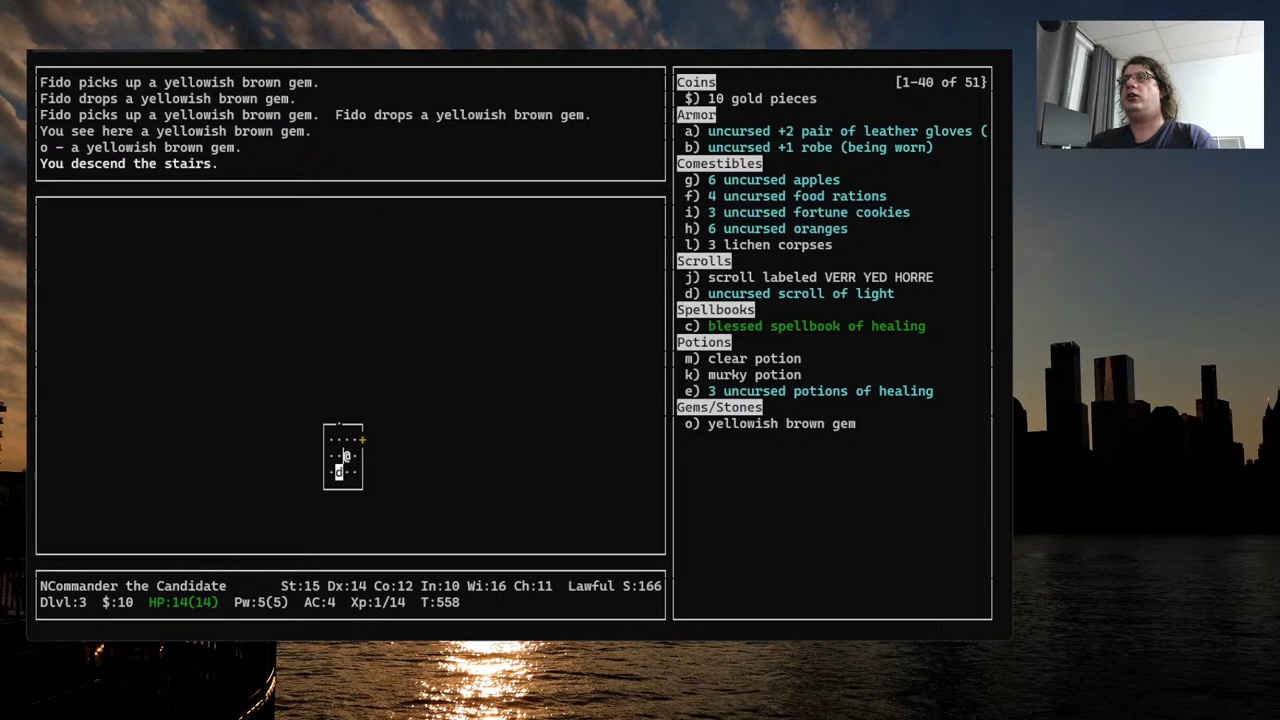 Fido picks up a yellowish brown gem.
Fido drops a yellowish brown gem.
Fido picks up a yellowish brown gem.  Fido drops a yellowish brown gem.
You see here a yellowish brown gem.
o - a yellowish brown gem.
You descend the stairs.
....+
..@.
.d..
NCommander the Candidate St:15 Dx:14 Co:12 In:10 Wi:16 Ch:11 Lawful S:166
Dlvl:3 $:10 HP:14(14) Pw:5(5) AC:4 Xp:1/14 T:558
Coins [1-40 of 51}
$) 10 gold pieces
Armor
a) uncursed +2 pair of leather gloves (
b) uncursed +1 robe (being worn)
Comestibles
g) 6 uncursed apples
f) 4 uncursed food rations
i) 3 uncursed fortune cookies
h) 6 uncursed oranges
l) 3 lichen corpses
Scrolls
j) scroll labeled VERR YED HORRE
d) uncursed scroll of light
Spellbooks
c) blessed spellbook of healing
Potions
m) clear potion
k) murky potion
e) 3 uncursed potions of healing
Gems/Stones
o) yellowish brown gem